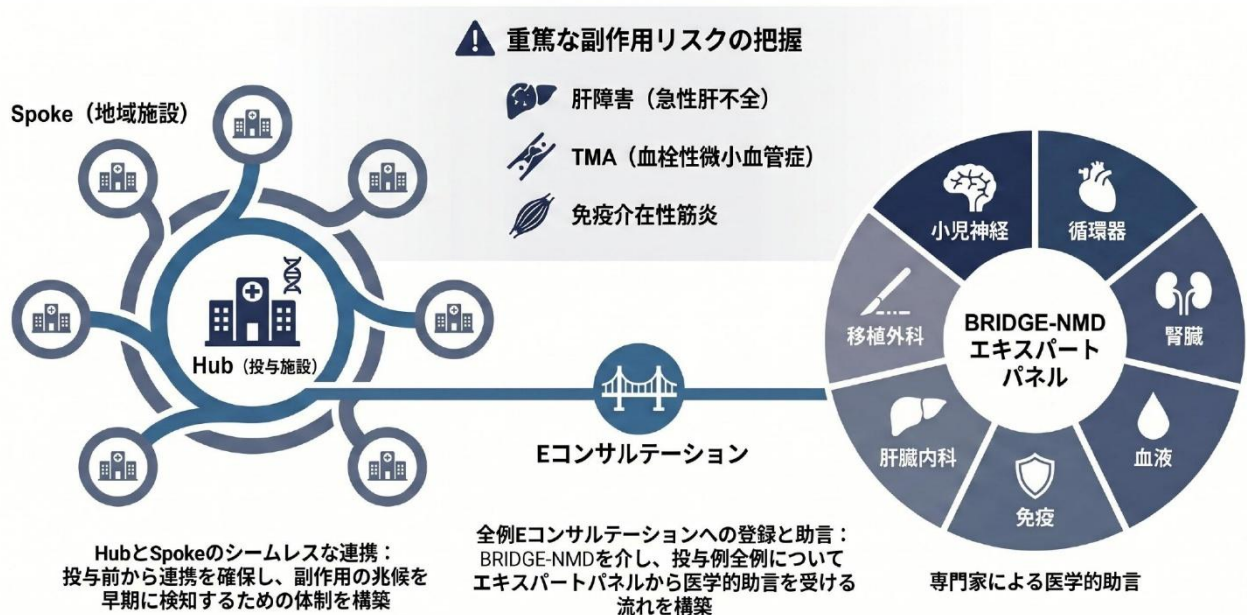 重篤な副作用リスクの把握
肝障害（急性肝不全）
TMA（血栓性微小血管症）
免疫介在性筋炎
Spoke（地域施設）
Hub（投与施設）
Eコンサルテーション
小児神経
循環器
腎臓
血液
免疫
肝臓内科
移植外科
BRIDGE-NMD
エキスパート
パネル
HubとSpokeのシームレスな連携：
投与前から連携を確保し、副作用の兆候を
早期に検知するための体制を構築
全例Eコンサルテーションへの登録と助言：
BRIDGE-NMDを介し、投与例全例について
エキスパートパネルから医学的助言を受ける
流れを構築
専門家による医学的助言